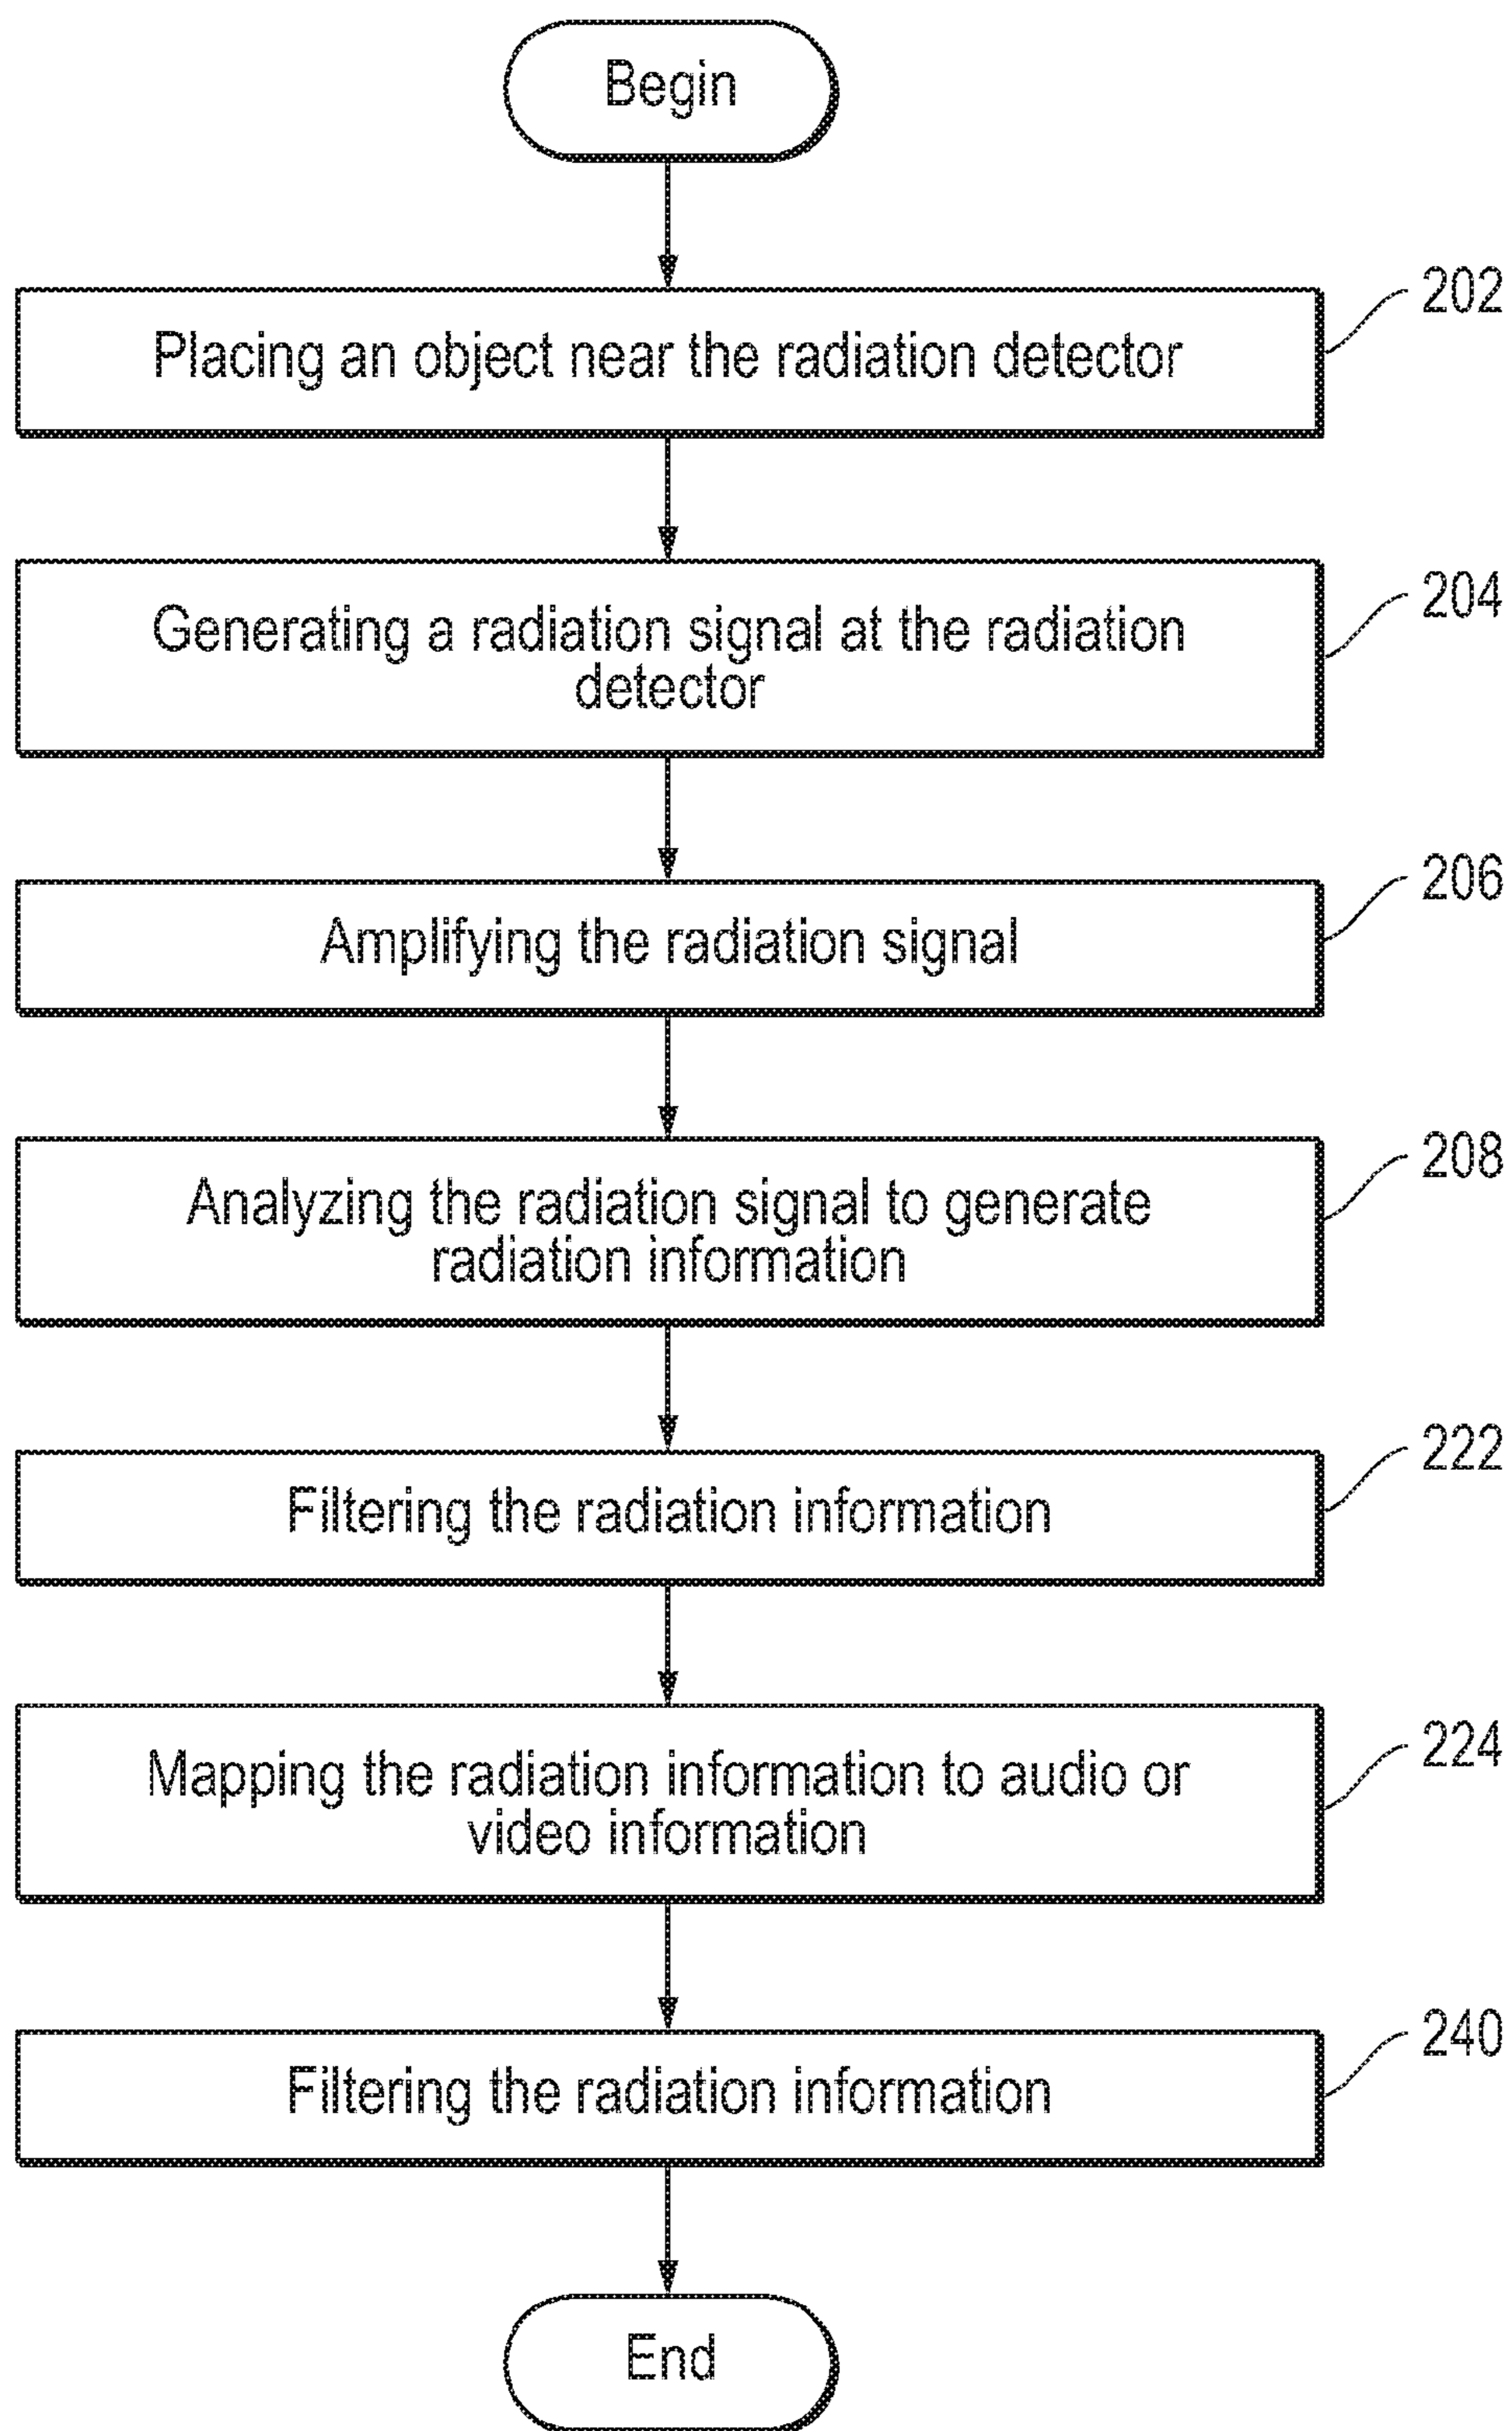 Begin
Placing an object near the radiation detector
202
Generating a radiation signal at the radiation
detector
204
Amplifying the radiation signal
206
Analyzing the radiation signal to generate
radiation information
208
Filtering the radiation information
222
Mapping the radiation information to audio or
video information
224
Filtering the radiation information
240
End